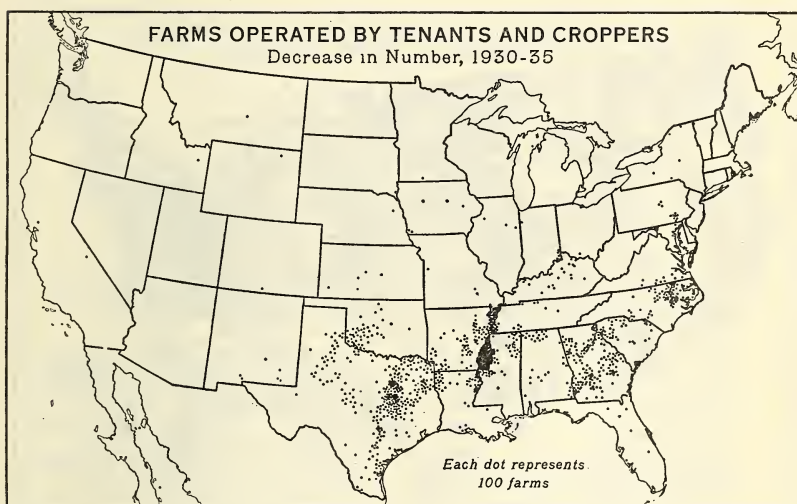 FARMS OPERATED BY TENANTS AND CROPPERS
Decrease in Number, 1930-35
Each dot represents
100 farms